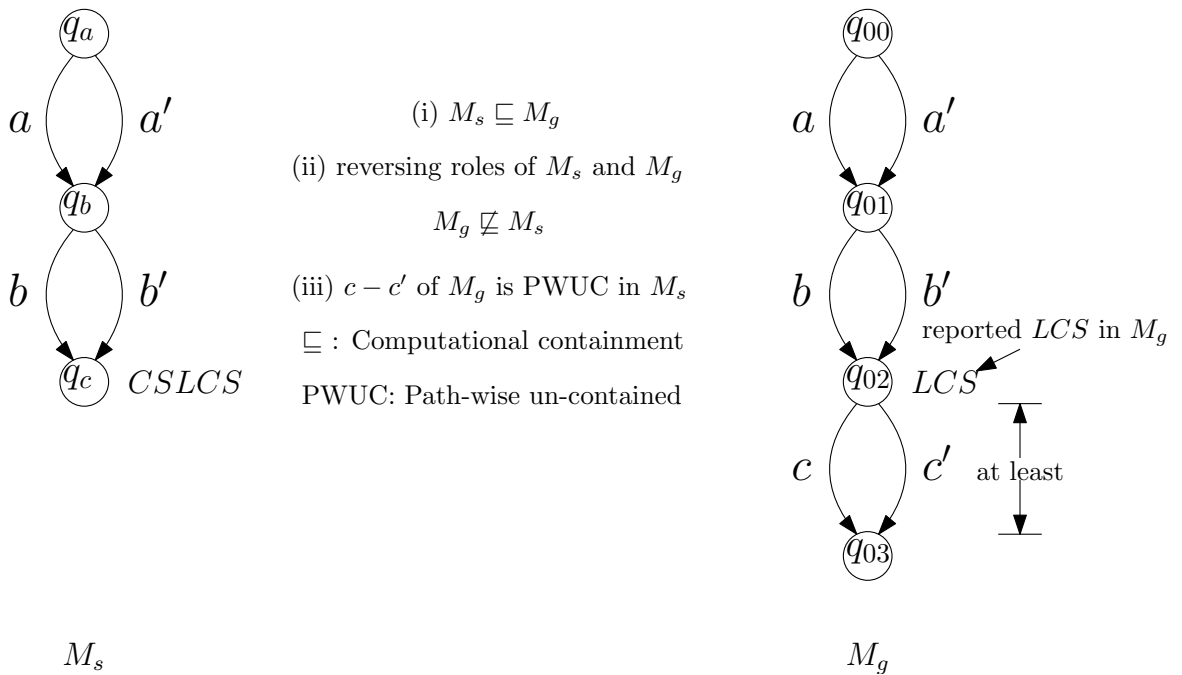 q_a
a a′
q_b
b b′
q_c CSLCS
M_s
(i) M_s ⊑ M_g
(ii) reversing roles of M_s and M_g
M_g ⋢ M_s
(iii) c − c′ of M_g is PWUC in M_s
⊑ : Computational containment
PWUC: Path-wise un-contained
q_00
a a′
q_01
b b′
reported LCS in M_g
q_02 LCS
c c′
at least
q_03
M_g